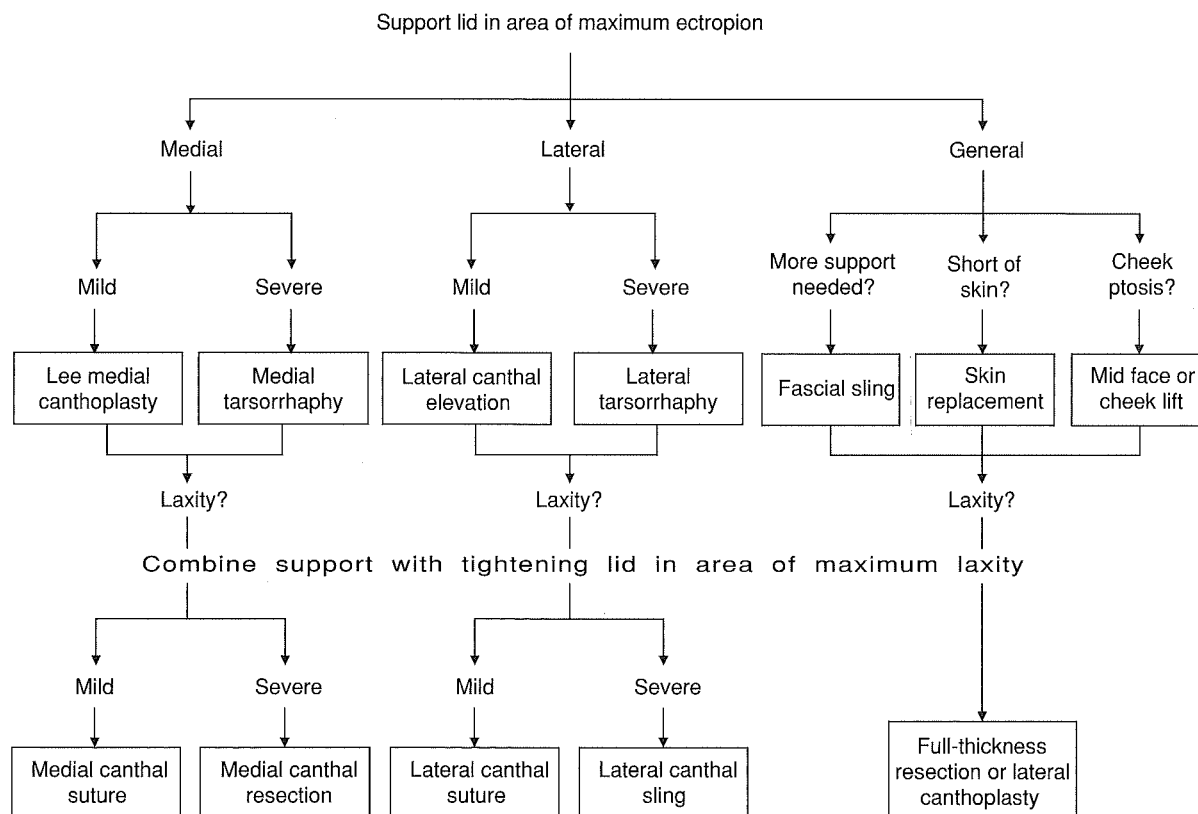 Support lid in area of maximum ectropion
Medial
Lateral
General
Mild
Severe
Mild
Severe
More support
needed?
Short of
skin?
Cheek
ptosis?
Lee medial
canthoplasty
Medial
tarsorrhaphy
Lateral canthal
elevation
Lateral
tarsorrhaphy
Fascial sling
Skin
replacement
Mid face or
cheek lift
Laxity?
Laxity?
Laxity?
Combine support with tightening lid in area of maximum laxity
Mild
Severe
Mild
Severe
Medial canthal
suture
Medial canthal
resection
Lateral canthal
suture
Lateral canthal
sling
Full-thickness
resection or lateral
canthoplasty